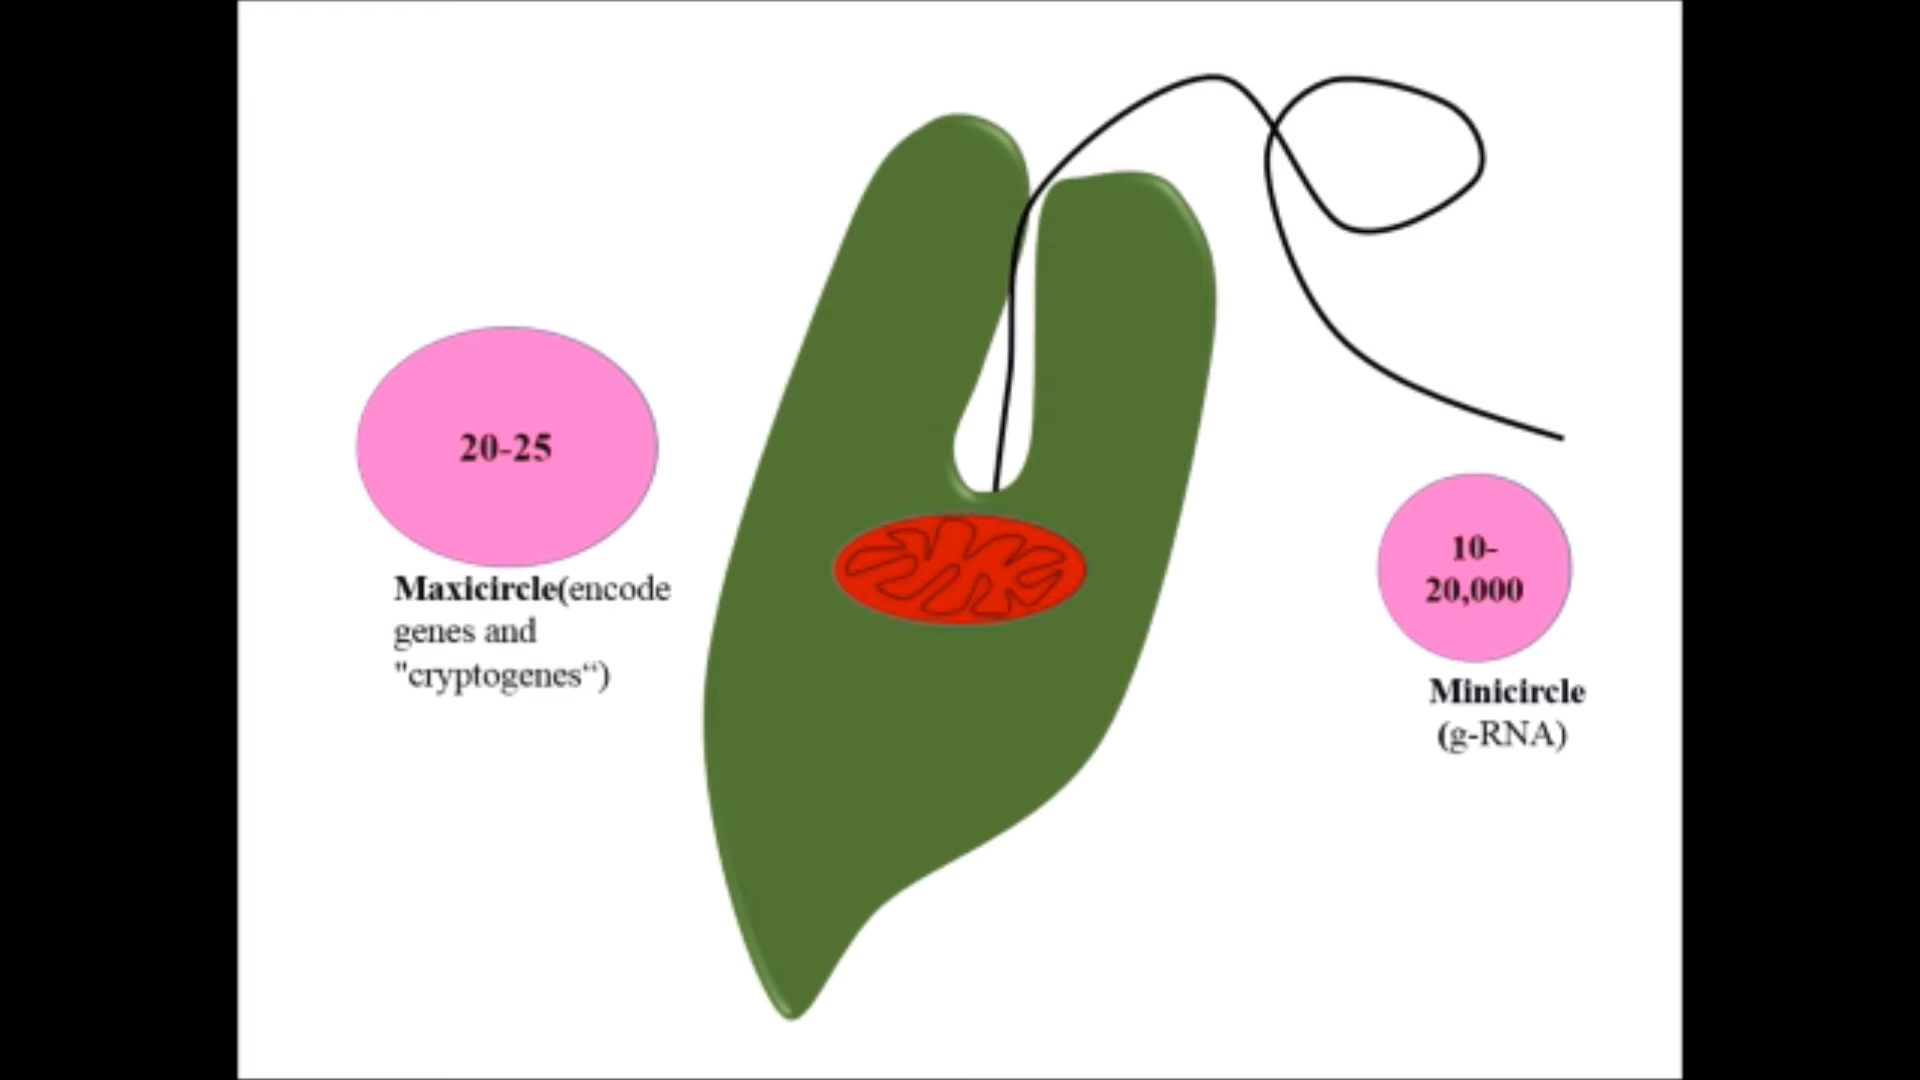 20-25
Maxicircle(encode
genes and
"cryptogenes“)
10-
20,000
Minicircle
(g-RNA)